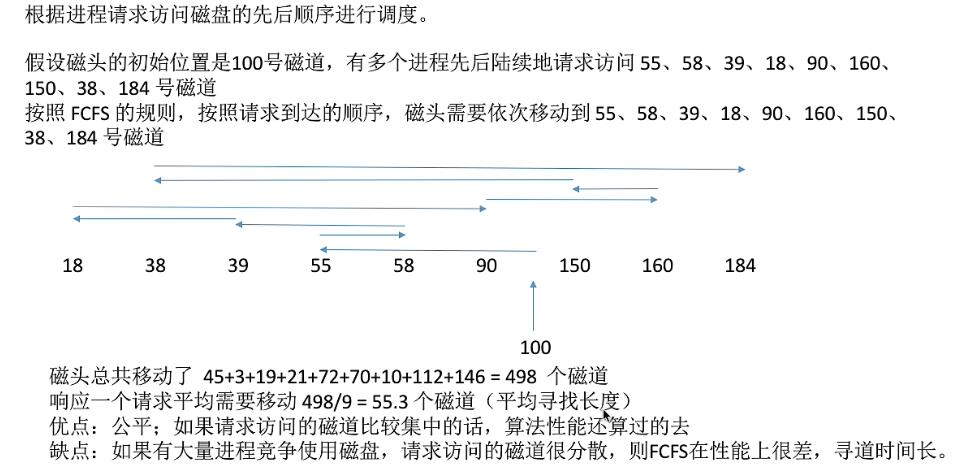 根据进程请求访问磁盘的先后顺序进行调度。
假设磁头的初始位置是100号磁道，有多个进程先后陆续地请求访问 55、58、39、18、90、160、
150、38、184 号磁道
按照 FCFS 的规则，按照请求到达的顺序，磁头需要依次移动到 55、58、39、18、90、160、150、
38、184 号磁道
18 38 39 55 58 90 150 160 184
100
磁头总共移动了 45+3+19+21+72+70+10+112+146 = 498 个磁道
响应一个请求平均需要移动 498/9 = 55.3 个磁道（平均寻找长度）
优点：公平；如果请求访问的磁道比较集中的话，算法性能还算过的去
缺点：如果有大量进程竞争使用磁盘，请求访问的磁道很分散，则FCFS在性能上很差，寻道时间长。